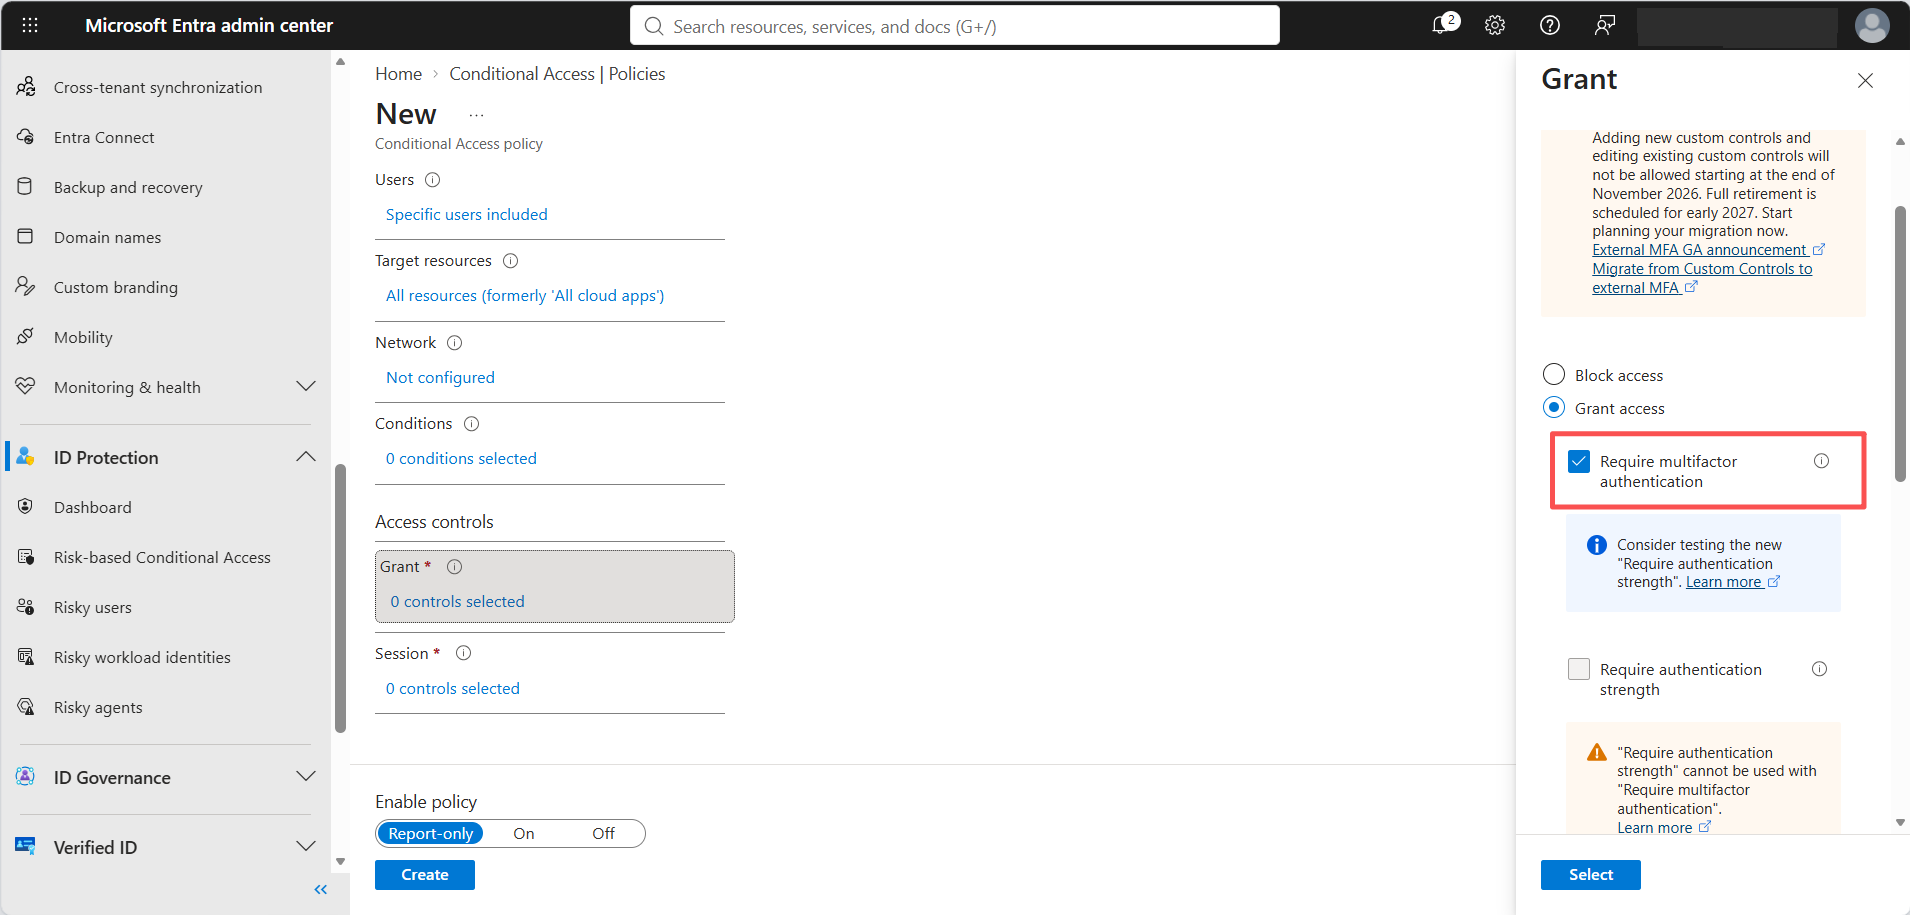 Microsoft Entra admin center
Search resources, services, and docs (G+/)
2
Cross-tenant synchronization
Entra Connect
Backup and recovery
Domain names
Custom branding
Mobility
Monitoring & health
ID Protection
Dashboard
Risk-based Conditional Access
Risky users
Risky workload identities
Risky agents
ID Governance
Verified ID
«
Home > Conditional Access | Policies
New ...
Conditional Access policy
Users
Specific users included
Target resources
All resources (formerly 'All cloud apps')
Network
Not configured
Conditions
0 conditions selected
Access controls
Grant *
0 controls selected
Session *
0 controls selected
Enable policy
Report-only On Off
Create
Grant
Adding new custom controls and
editing existing custom controls will
not be allowed starting at the end of
November 2026. Full retirement is
scheduled for early 2027. Start
planning your migration now.
External MFA GA announcement
Migrate from Custom Controls to
external MFA
Block access
Grant access
Require multifactor
authentication
Consider testing the new
"Require authentication
strength". Learn more
Require authentication
strength
"Require authentication
strength" cannot be used with
"Require multifactor
authentication".
Learn more
Select